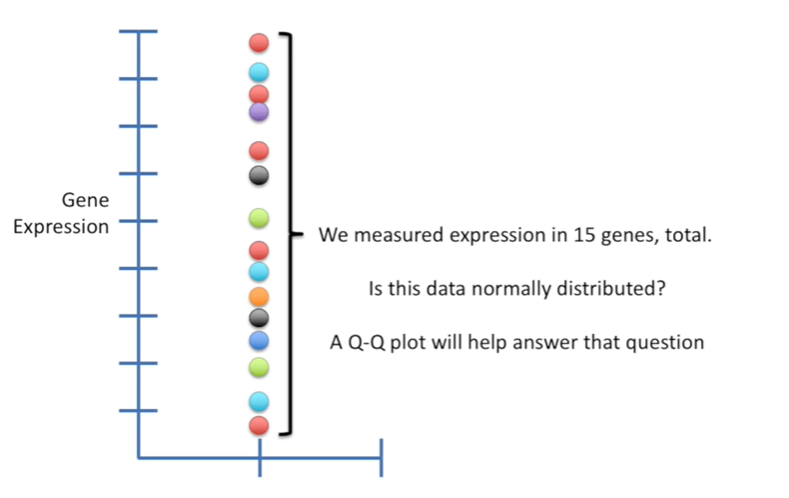 Gene
Expression
We measured expression in 15 genes, total.
Is this data normally distributed?
A Q-Q plot will help answer that question